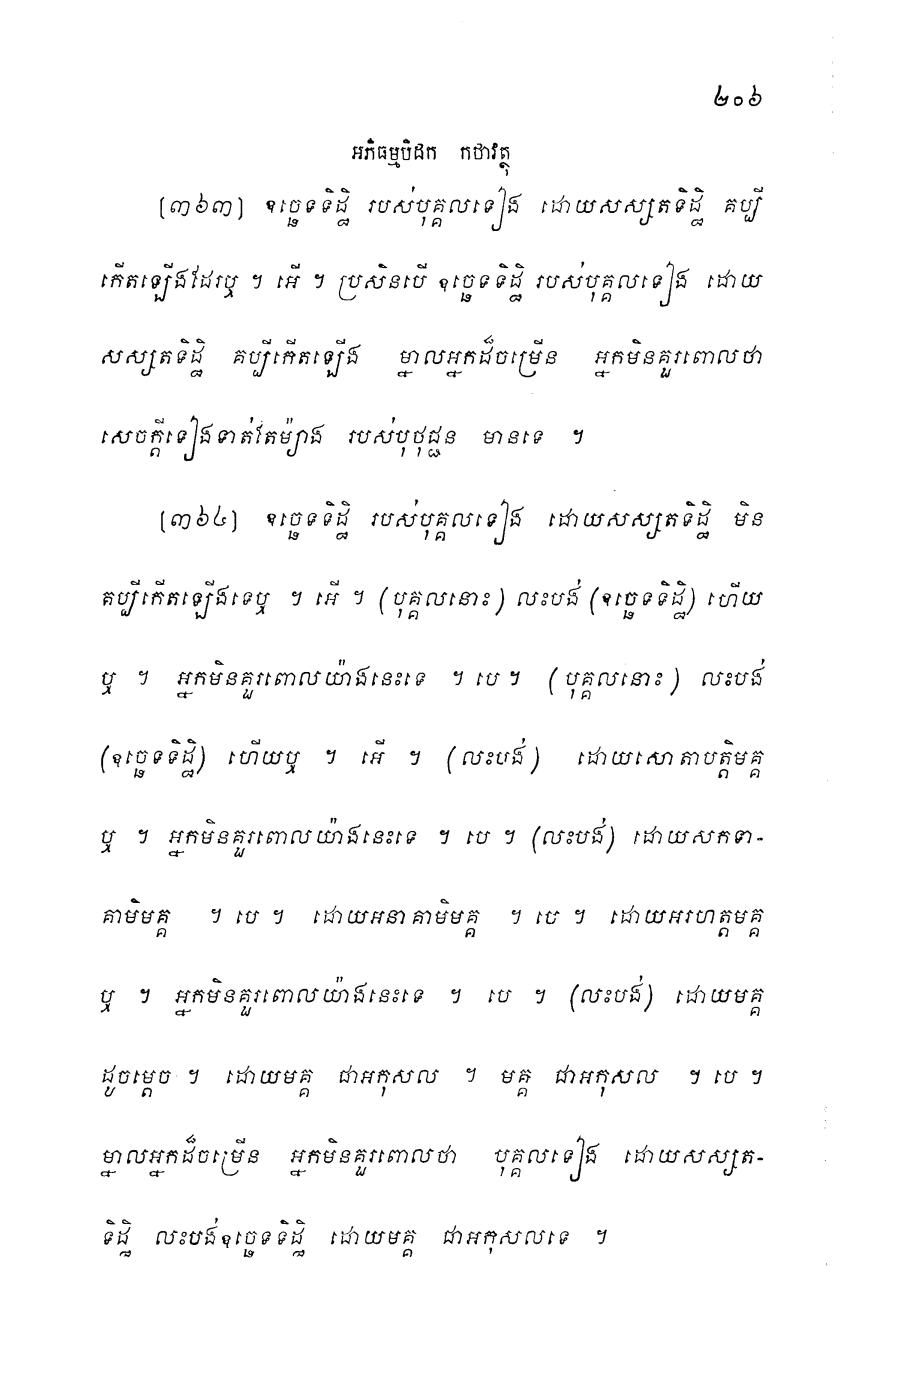 ២០៦
អភិធម្មបិដក កថាវត្ថុ
(៣៦៣) ឧច្ឆេទទិដ្ឋិ របស់បុគ្គលទៀង ដោយសស្សតទិដ្ឋិ គប្បី
កើតឡើងដែរឬ ។ អើ ។ ប្រសិនបើ ឧច្ឆេទទិដ្ឋិ របស់បុគ្គលទៀង ដោយ
សស្សតទិដ្ឋិ គប្បីកើតឡើង ម្នាលអ្នកដ៏ចម្រើន អ្នកមិនគួរពោលថា
សេចក្តីទៀងទាត់តែម៉្យាង របស់បុថុជ្ជន មានទេ ។
(៣៦៤) ឧច្ឆេទទិដ្ឋិ របស់បុគ្គលទៀង ដោយសស្សតទិដ្ឋិ មិន
គប្បីកើតឡើងទេឬ ។ អើ ។ (បុគ្គលនោះ) លះបង់ (ឧច្ឆេទទិដ្ឋិ) ហើយ
ឬ ។ អ្នកមិនគួរពោលយ៉ាងនេះទេ ។ បេ ។ (បុគ្គលនោះ) លះបង់
(ឧច្ឆេទទិដ្ឋិ) ហើយឬ ។ អើ ។ (លះបង់) ដោយសោតាបត្តិមគ្គ
ឬ ។ អ្នកមិនគួរពោលយ៉ាងនេះទេ ។ បេ ។ (លះបង់) ដោយសកទា-
គាមិមគ្គ ។ បេ ។ ដោយអនាគាមិមគ្គ ។ បេ ។ ដោយអរហត្តមគ្គ
ឬ ។ អ្នកមិនគួរពោលយ៉ាងនេះទេ ។ បេ ។ (លះបង់) ដោយមគ្គ
ដូចម្តេច ។ ដោយមគ្គ ជាអកុសល ។ មគ្គ ជាអកុសល ។ បេ ។
ម្នាលអ្នកដ៏ចម្រើន អ្នកមិនគួរពោលថា បុគ្គលទៀង ដោយសស្សត-
ទិដ្ឋិ លះបង់ឧច្ឆេទទិដ្ឋិ ដោយមគ្គ ជាអកុសលទេ ។